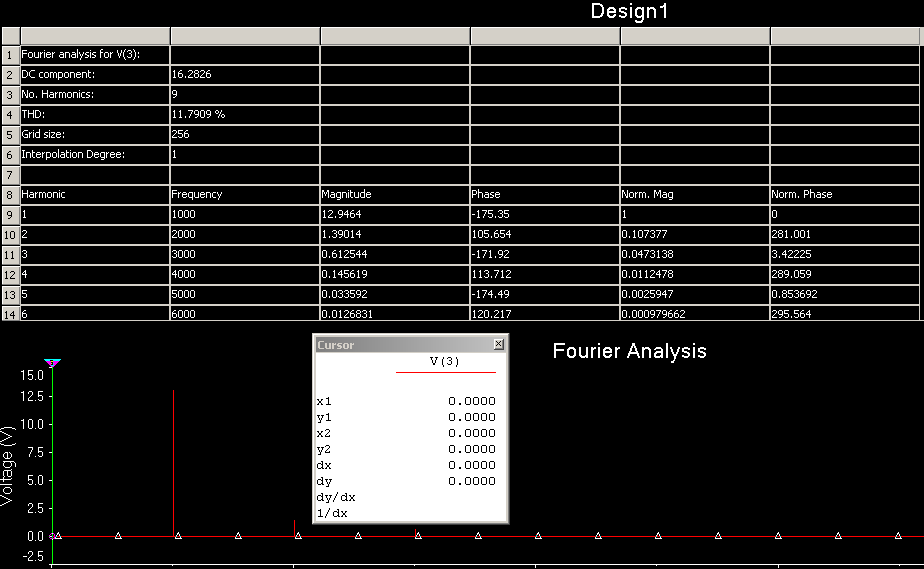 Design1
1 Fourier analysis for V(3):
2 DC component: 16.2826
3 No. Harmonics: 9
4 THD: 11.7909 %
5 Grid size: 256
6 Interpolation Degree: 1
7
8 Harmonic Frequency Magnitude Phase Norm. Mag Norm. Phase
9 1 1000 12.9464 -175.35 1 0
10 2 2000 1.39014 105.654 0.107377 281.001
11 3 3000 0.612544 -171.92 0.0473138 3.42225
12 4 4000 0.145619 113.712 0.0112478 289.059
13 5 5000 0.033592 -174.49 0.0025947 0.853692
14 6 6000 0.0126831 120.217 0.000979662 295.564
Fourier Analysis
Cursor
V(3)
x1 0.0000
y1 0.0000
x2 0.0000
y2 0.0000
dx 0.0000
dy 0.0000
dy/dx
1/dx
Voltage (V)
15.0
12.5
10.0
7.5
5.0
2.5
0.0
-2.5